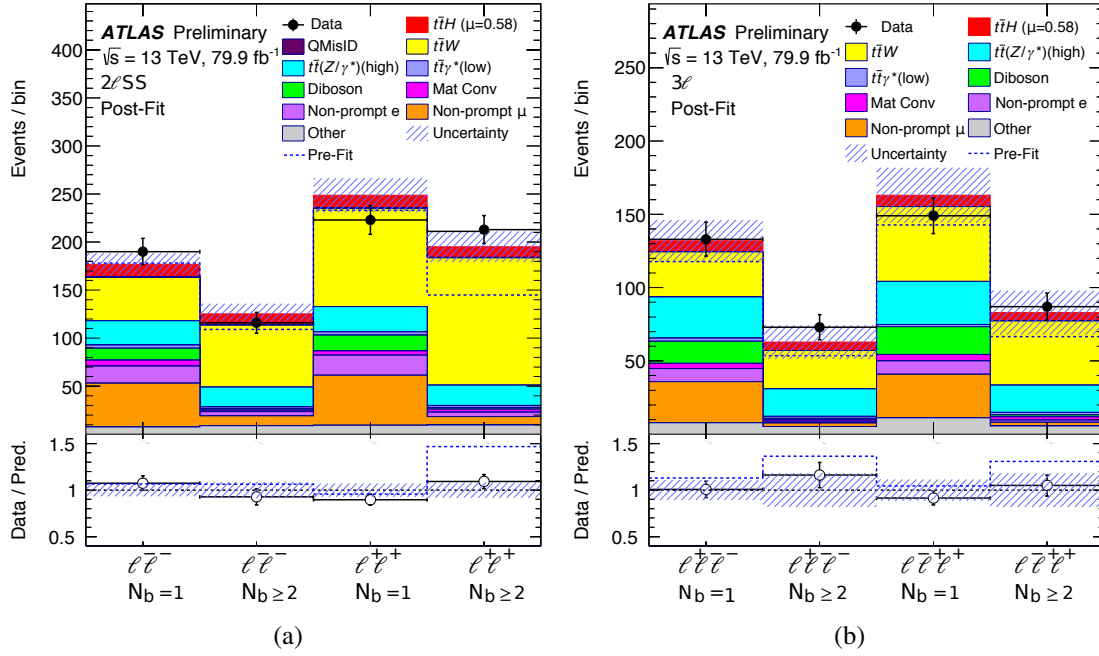 ATLAS Preliminary
√s = 13 TeV, 79.9 fb⁻¹
2ℓSS
Post-Fit
Data
tt̄H (μ=0.58)
QMisID
tt̄W
tt̄(Z/γ*)(high)
tt̄γ*(low)
Diboson
Mat Conv
Non-prompt e
Non-prompt μ
Other
Uncertainty
Pre-Fit
Events / bin
400
350
300
250
200
150
100
50
Data / Pred.
1.5
1
0.5
ℓ⁻ℓ⁻ ℓ⁻ℓ⁻ ℓ⁺ℓ⁺ ℓ⁺ℓ⁺
N_b = 1 N_b ≥ 2 N_b = 1 N_b ≥ 2
(a)
ATLAS Preliminary
√s = 13 TeV, 79.9 fb⁻¹
3ℓ
Post-Fit
Data
tt̄H (μ=0.58)
tt̄W
tt̄(Z/γ*)(high)
tt̄γ*(low)
Diboson
Mat Conv
Non-prompt e
Non-prompt μ
Other
Uncertainty
Pre-Fit
Events / bin
250
200
150
100
50
Data / Pred.
1.5
1
0.5
ℓ⁺ℓ⁻ℓ⁻ ℓ⁺ℓ⁻ℓ⁻ ℓ⁻ℓ⁺ℓ⁺ ℓ⁻ℓ⁺ℓ⁺
N_b = 1 N_b ≥ 2 N_b = 1 N_b ≥ 2
(b)